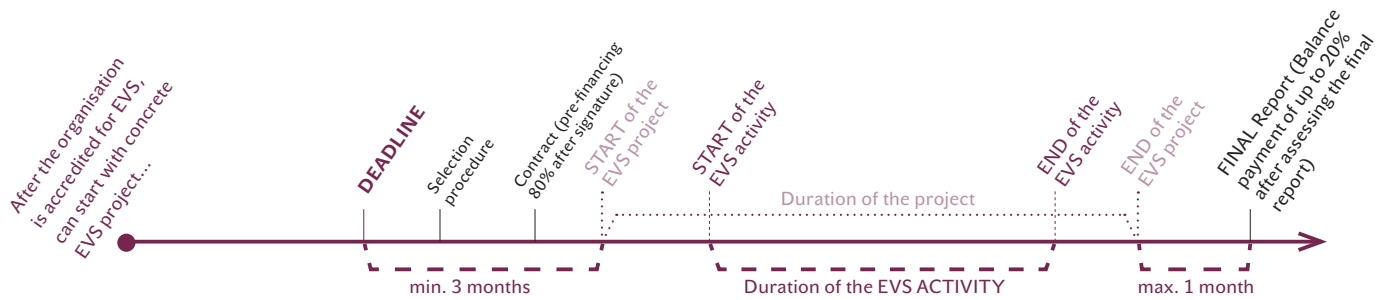 After the organisation
is accredited for EVS,
can start with concrete
EVS project...
DEADLINE
Selection
procedure
Contract (pre-financing
80% after signature)
START of the
EVS project
START of the
EVS activity
END of the
EVS activity
END of the
EVS project
FINAL Report (Balance
payment of up to 20%
after assessing the final
report)
Duration of the project
min. 3 months
Duration of the EVS ACTIVITY
max. 1 month